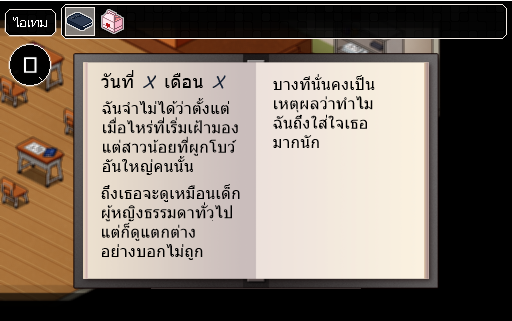 ไอเทม
วันที่ X เดือน X
ฉันจำไม่ได้ว่าตั้งแต่
เมื่อไหร่ที่เริ่มเฝ้ามอง
แต่สาวน้อยที่ผูกโบว์
อันใหญ่คนนั้น
ถึงเธอจะดูเหมือนเด็ก
ผู้หญิงธรรมดาทั่วไป
แต่ก็ดูแตกต่าง
อย่างบอกไม่ถูก
บางทีนั่นคงเป็น
เหตุผลว่าทำไม
ฉันถึงใส่ใจเธอ
มากนัก